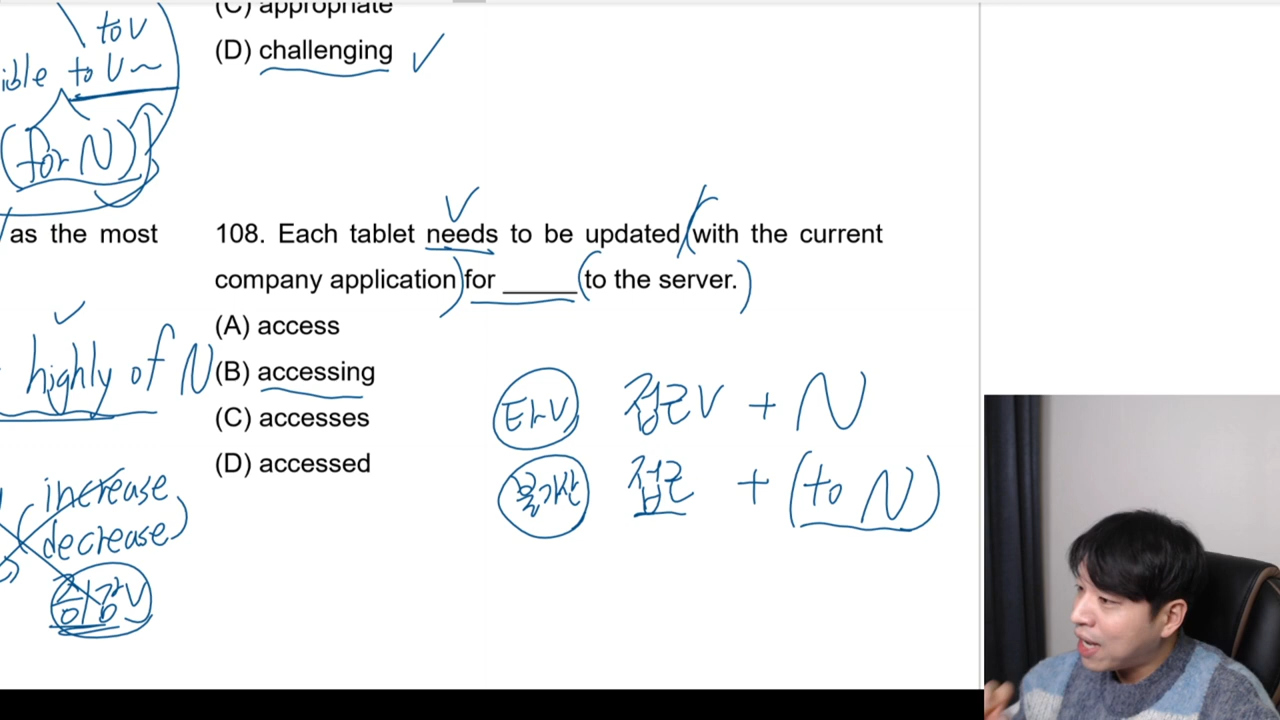 (C) appropriate
(D) challenging
to V
ible to V~
(for N)
as the most
108. Each tablet needs to be updated (with the current
company application) for _____ (to the server.)
(A) access
(B) accessing
(C) accesses
(D) accessed
highly of N
타V 접근V + N
불가산 접근 + (to N)
increase
decrease
증/감V